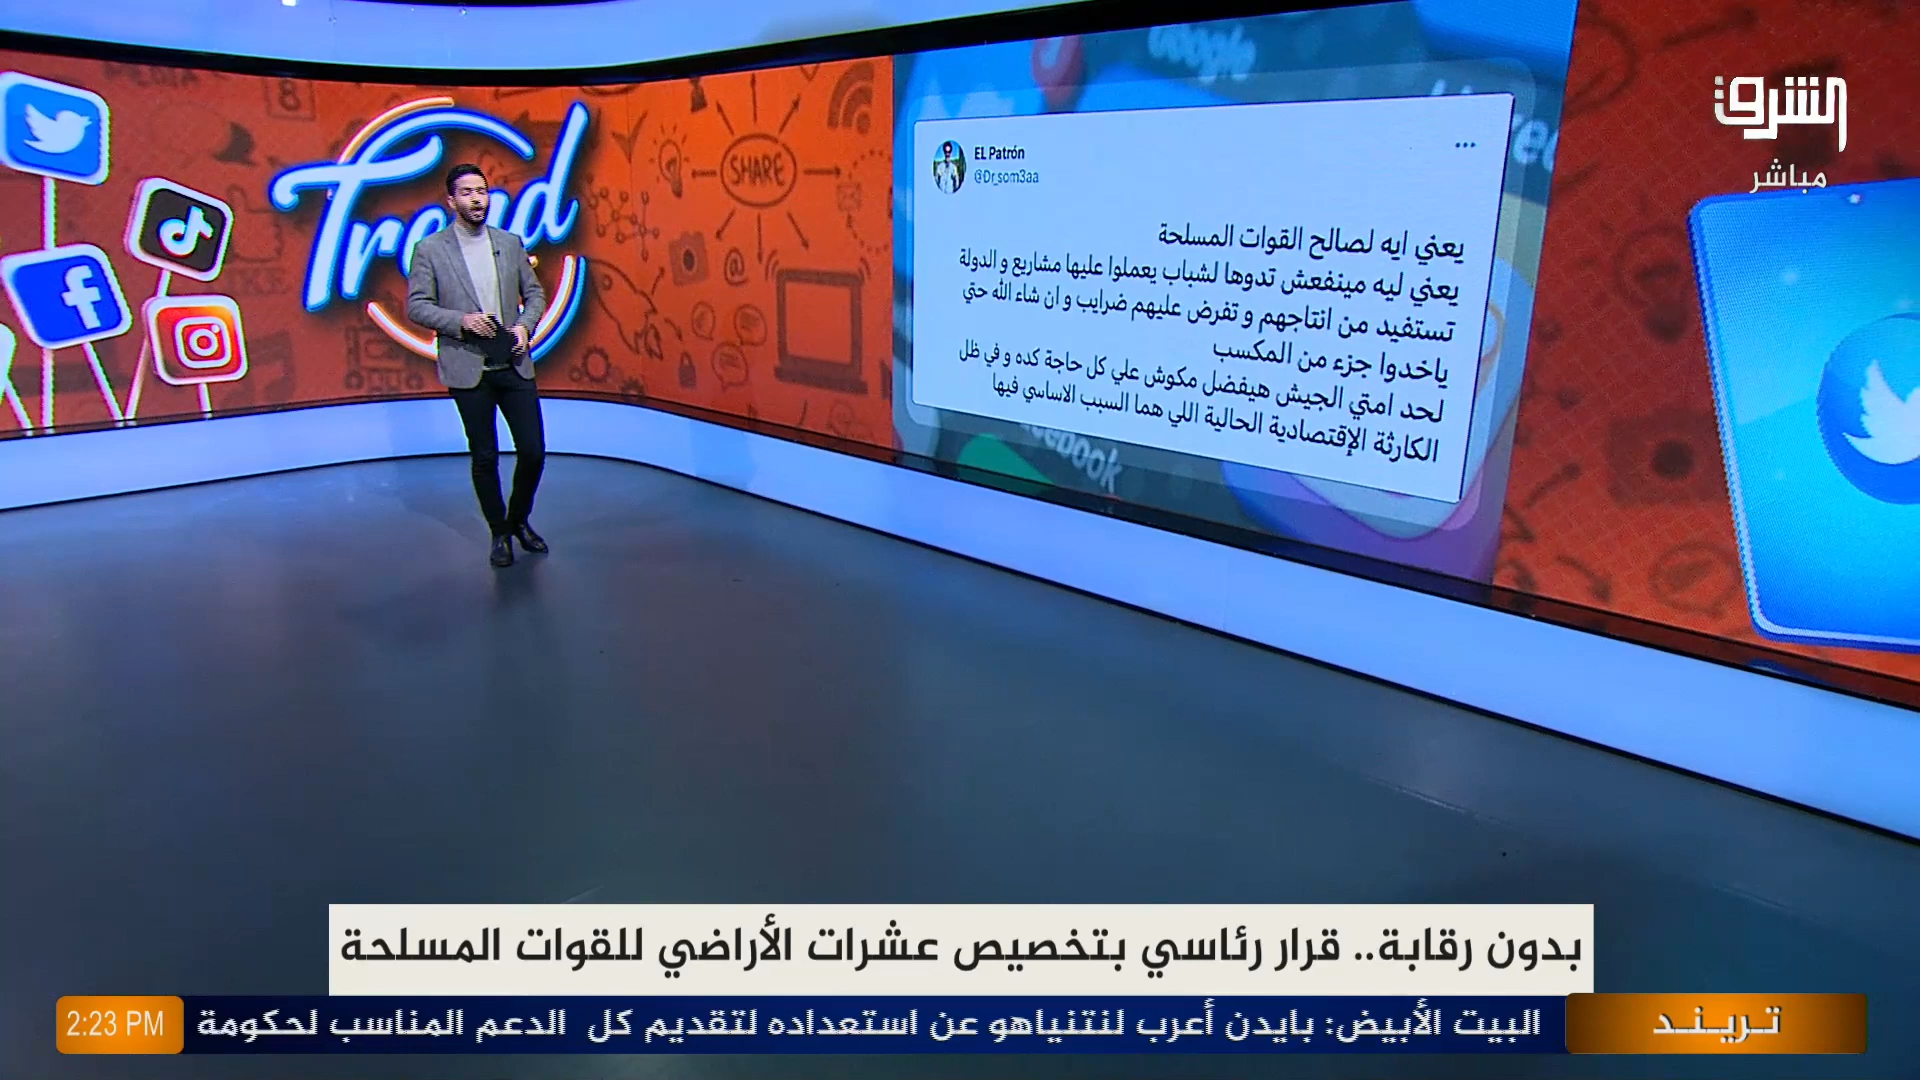 الشرق
مباشر
Trend
SHARE
Google
EL Patrón
@Dr_som3aa
يعني ايه لصالح القوات المسلحة
يعني ليه مينفعش تدوها لشباب يعملوا عليها مشاريع و الدولة
تستفيد من انتاجهم و تفرض عليهم ضرايب و ان شاء الله حتي
ياخدوا جزء من المكسب
لحد امتي الجيش هيفضل مكوش علي كل حاجة كده و في ظل
الكارثة الإقتصادية الحالية اللي هما السبب الاساسي فيها
بدون رقابة.. قرار رئاسي بتخصيص عشرات الأراضي للقوات المسلحة
تريند
البيت الأبيض: بايدن أعرب لنتنياهو عن استعداده لتقديم كل الدعم المناسب لحكومة
2:23 PM